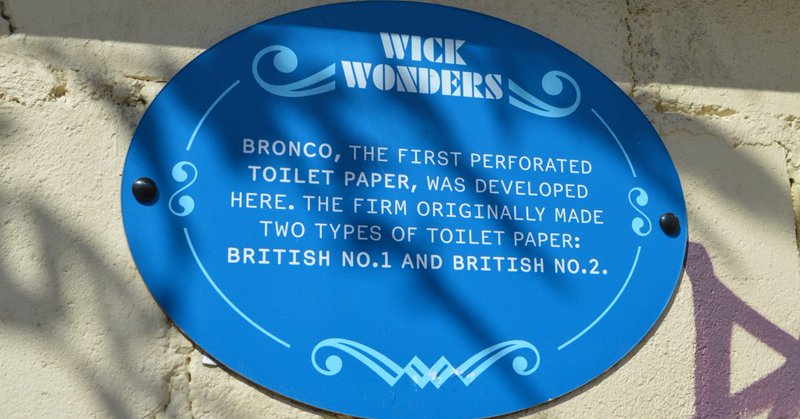 WICK
WONDERS
BRONCO, THE FIRST PERFORATED
TOILET PAPER, WAS DEVELOPED
HERE. THE FIRM ORIGINALLY MADE
TWO TYPES OF TOILET PAPER:
BRITISH NO.1 AND BRITISH NO.2.